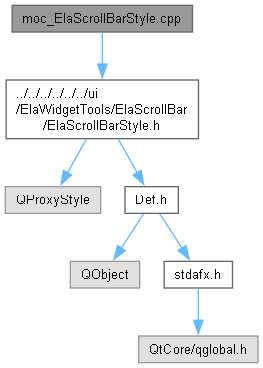 moc_ElaScrollBarStyle.cpp
../../../../../../ui
/ElaWidgetTools/ElaScrollBar
/ElaScrollBarStyle.h
QProxyStyle
Def.h
QObject
stdafx.h
QtCore/qglobal.h